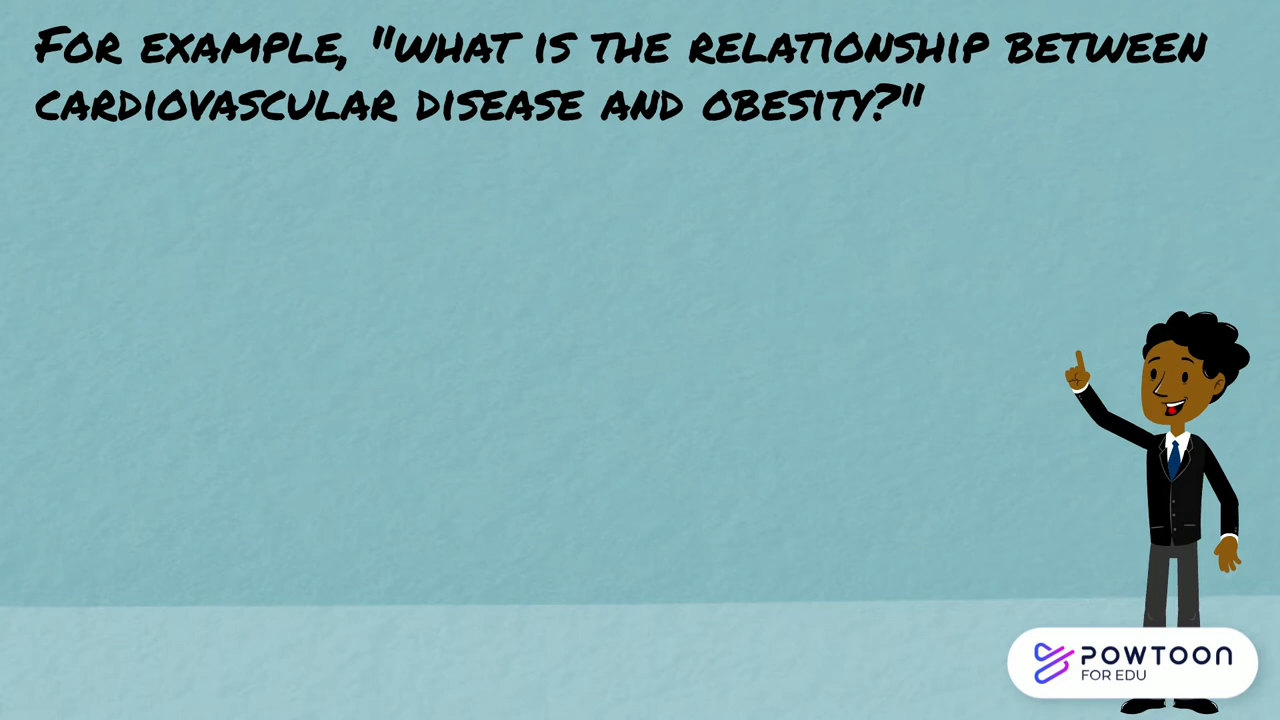 For example, "what is the relationship between
cardiovascular disease and obesity?"
POWTOON
FOR EDU